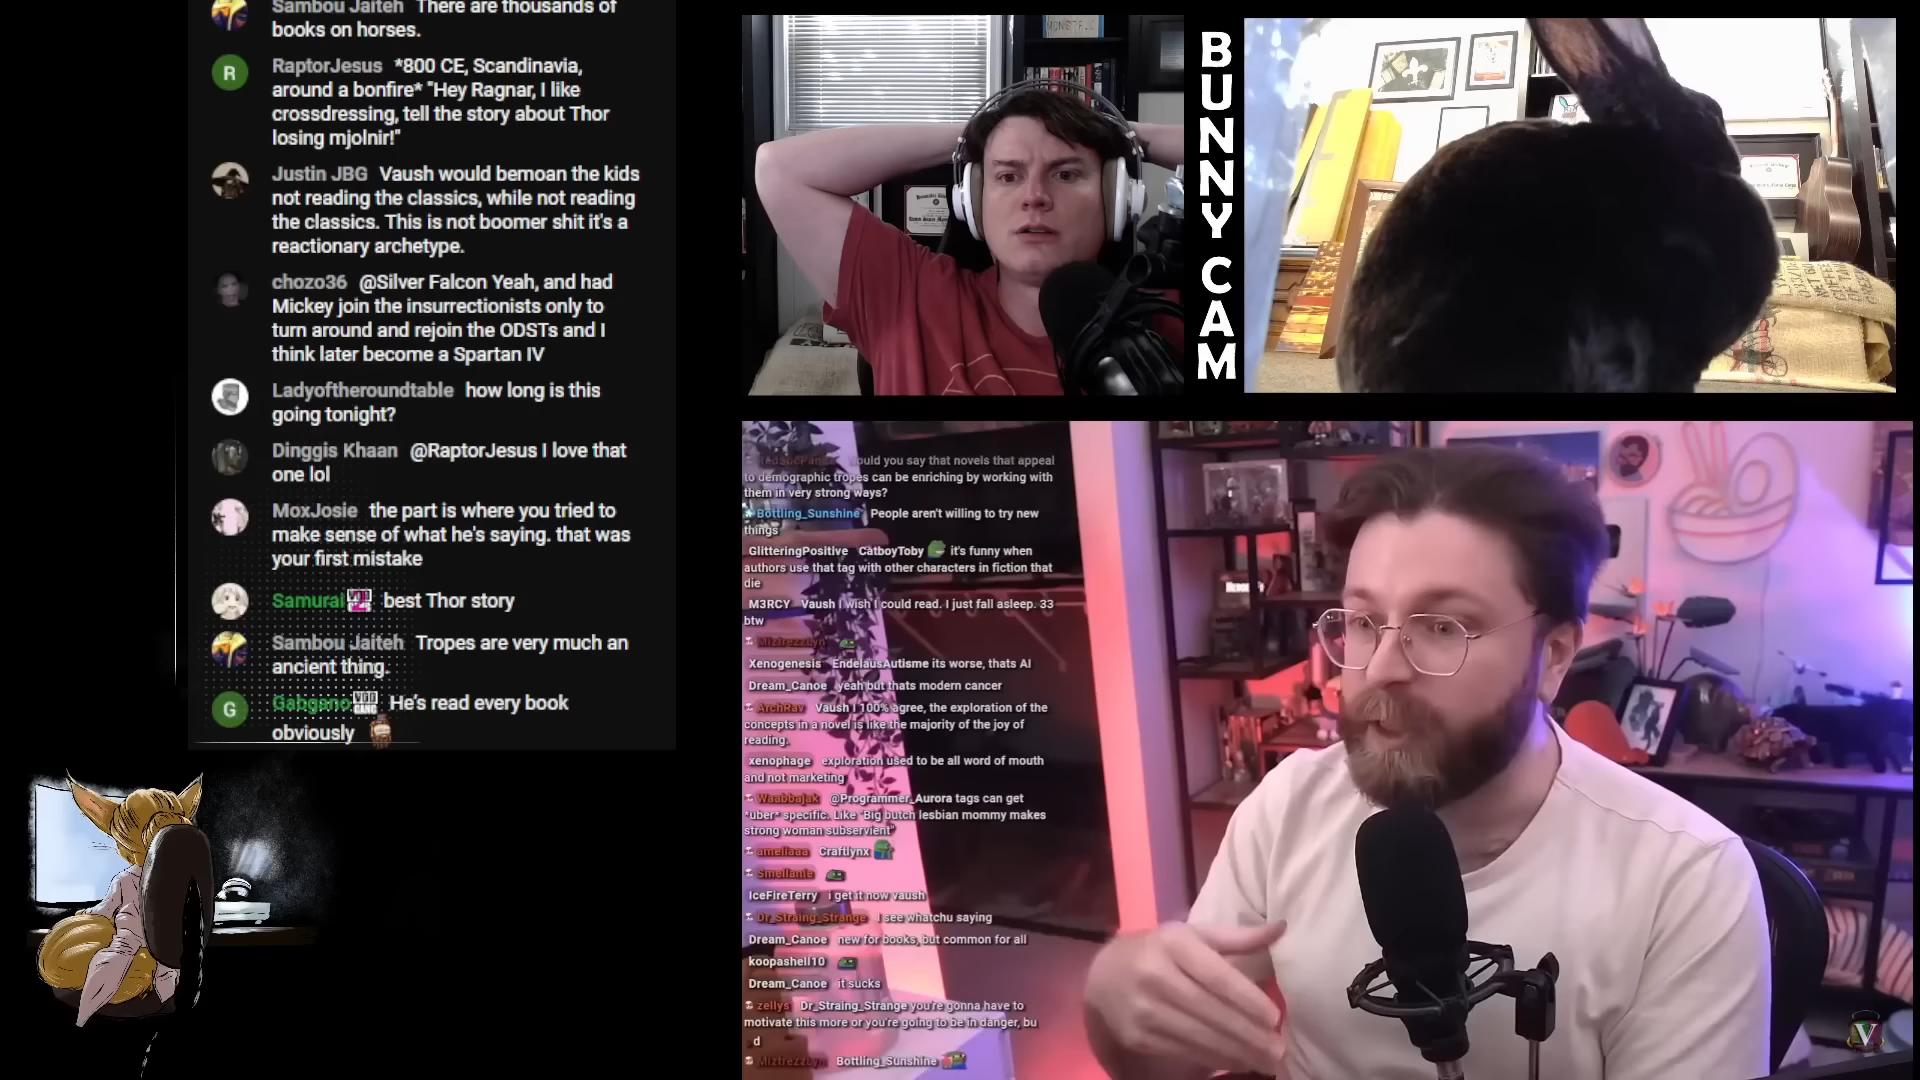 Sambou Jaiteh There are thousands of
books on horses.
R
RaptorJesus *800 CE, Scandinavia,
around a bonfire* "Hey Ragnar, I like
crossdressing, tell the story about Thor
losing mjolnir!"
Justin JBG Vaush would bemoan the kids
not reading the classics, while not reading
the classics. This is not boomer shit it's a
reactionary archetype.
chozo36 @Silver Falcon Yeah, and had
Mickey join the insurrectionists only to
turn around and rejoin the ODSTs and I
think later become a Spartan IV
Ladyoftheroundtable how long is this
going tonight?
Dinggis Khaan @RaptorJesus I love that
one lol
MoxJosie the part is where you tried to
make sense of what he's saying. that was
your first mistake
Samurai best Thor story
Sambou Jaiteh Tropes are very much an
ancient thing.
G
Gabgano He's read every book
obviously
BUNNY CAM
would you say that novels that appeal
to demographic tropes can be enriching by working with
them in very strong ways?
Bottling_Sunshine People aren't willing to try new
things
GlitteringPositive CatboyToby it's funny when
authors use that tag with other characters in fiction that
die
M3RCY Vaush I wish I could read. I just fall asleep. 33
btw
Miztrezzuyn
Xenogenesis EndelausAutisme its worse, thats AI
Dream_Canoe yeah but thats modern cancer
ArchRav Vaush I 100% agree, the exploration of the
concepts in a novel is like the majority of the joy of
reading.
xenophage exploration used to be all word of mouth
and not marketing
Waabbajak @Programmer_Aurora tags can get
*uber* specific. Like "Big butch lesbian mommy makes
strong woman subservient"
ameliaaa Craftlynx
smellanie
IceFireTerry i get it now vaush
Dr_Straing_Strange I see whatchu saying
Dream_Canoe new for books, but common for all
koopashell10
Dream_Canoe it sucks
zellys Dr_Straing_Strange you're gonna have to
motivate this more or you're going to be in danger, bu
d
Miztrezzuyn Bottling_Sunshine
V